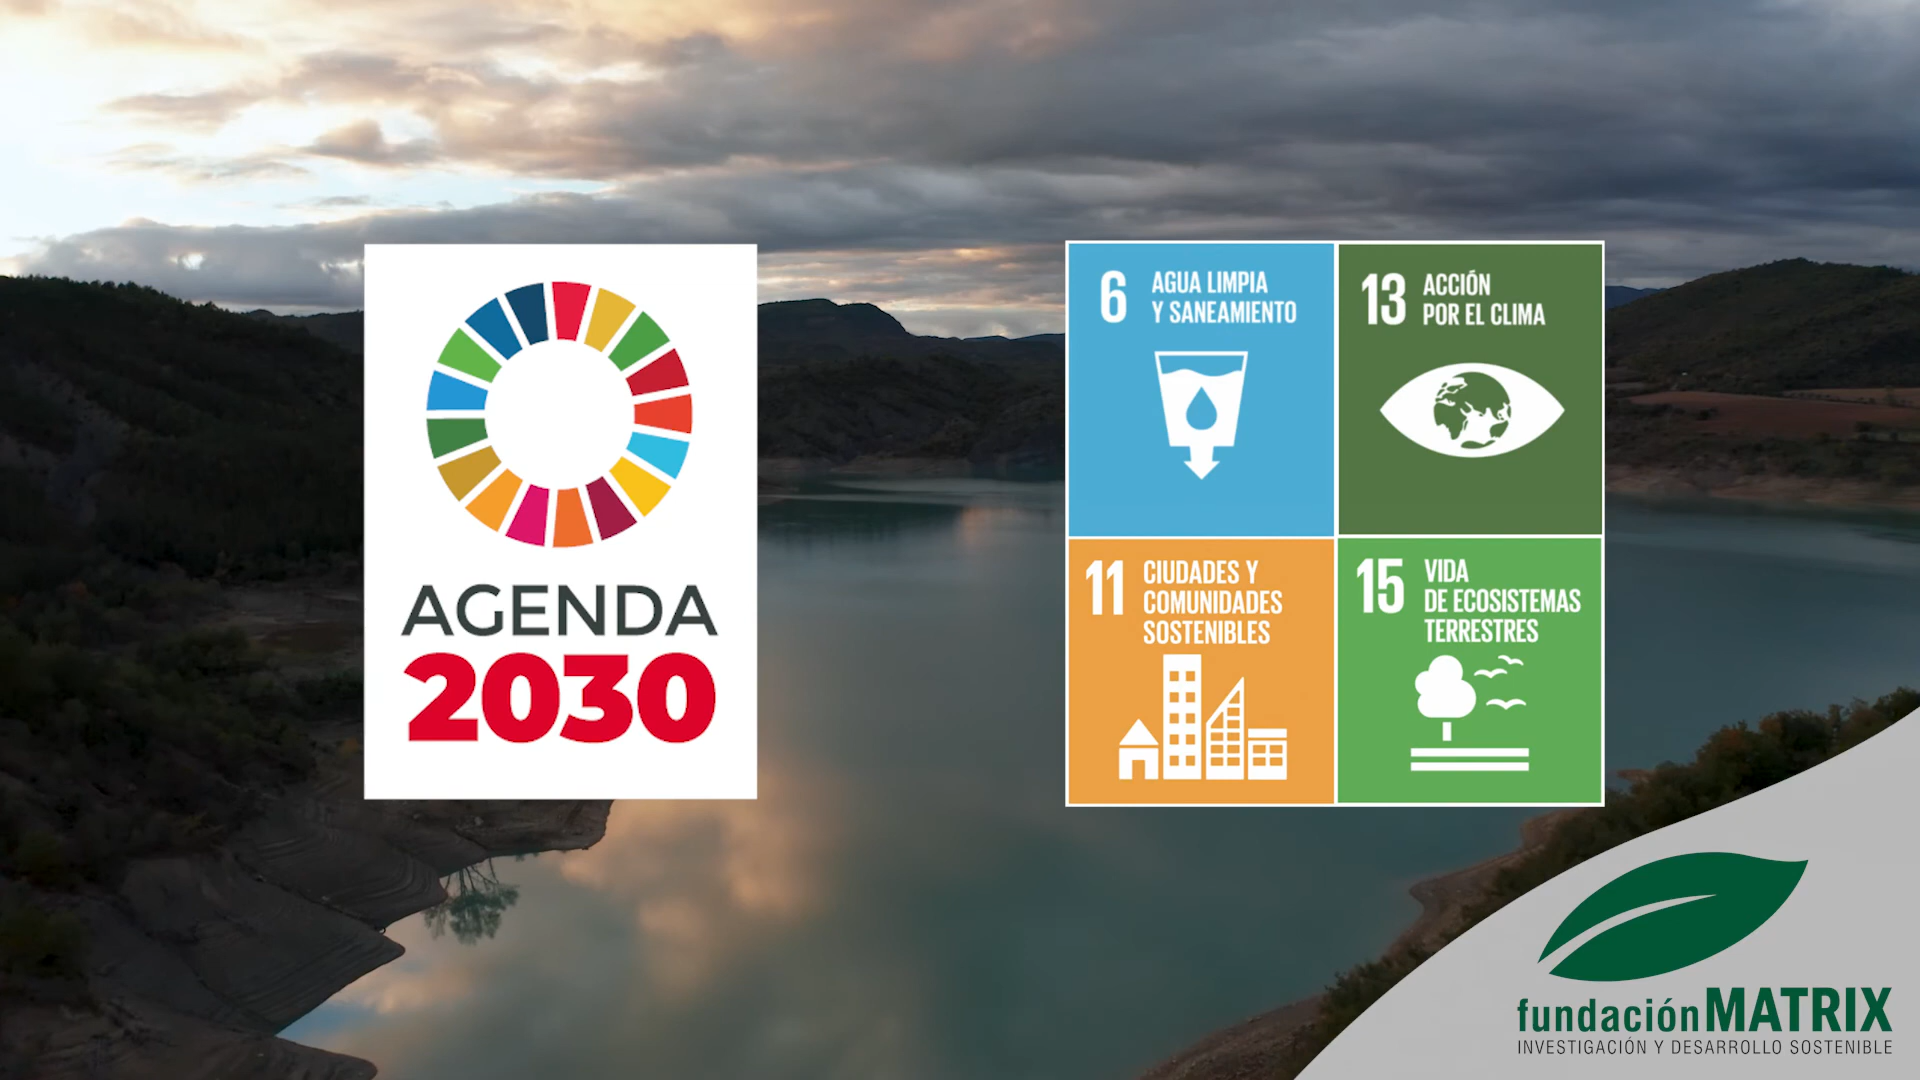 AGENDA
2030
6
AGUA LIMPIA
Y SANEAMIENTO
13
ACCIÓN
POR EL CLIMA
11
CIUDADES Y
COMUNIDADES
SOSTENIBLES
15
VIDA
DE ECOSISTEMAS
TERRESTRES
fundaciónMATRIX
INVESTIGACIÓN Y DESARROLLO SOSTENIBLE